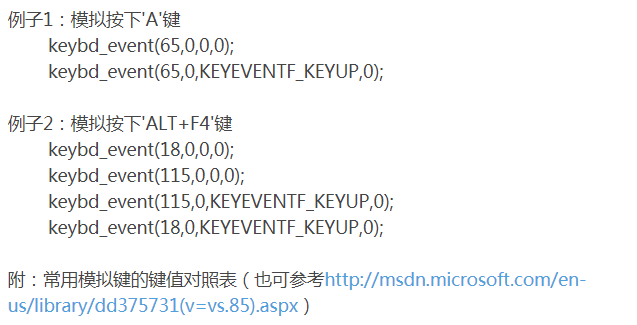 例子1：模拟按下'A'键
keybd_event(65,0,0,0);
keybd_event(65,0,KEYEVENTF_KEYUP,0);
例子2：模拟按下'ALT+F4'键
keybd_event(18,0,0,0);
keybd_event(115,0,0,0);
keybd_event(115,0,KEYEVENTF_KEYUP,0);
keybd_event(18,0,KEYEVENTF_KEYUP,0);
附：常用模拟键的键值对照表（也可参考http://msdn.microsoft.com/en-
us/library/dd375731(v=vs.85).aspx）